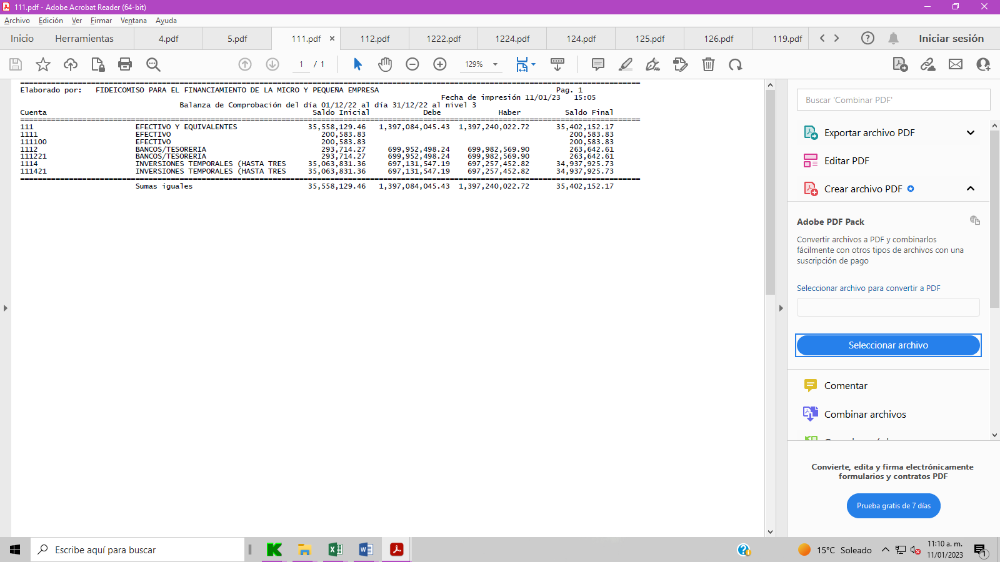 111.pdf - Adobe Acrobat Reader (64-bit)
Archivo Edición Ver Firmar Ventana Ayuda
Inicio Herramientas 4.pdf 5.pdf 111.pdf × 112.pdf 1222.pdf 1224.pdf 124.pdf 125.pdf 126.pdf 119.pdf Iniciar sesión
1 / 1 129%
Elaborado por: FIDEICOMISO PARA EL FINANCIAMIENTO DE LA MICRO Y PEQUEÑA EMPRESA Pag. 1
Fecha de impresión 11/01/23 15:05
Balanza de Comprobación del día 01/12/22 al día 31/12/22 al nivel 3
Cuenta Saldo Inicial Debe Haber Saldo Final
111 EFECTIVO Y EQUIVALENTES 35,558,129.46 1,397,084,045.43 1,397,240,022.72 35,402,152.17
1111 EFECTIVO 200,583.83 200,583.83
111100 EFECTIVO 200,583.83 200,583.83
1112 BANCOS/TESORERIA 293,714.27 699,952,498.24 699,982,569.90 263,642.61
111221 BANCOS/TESORERIA 293,714.27 699,952,498.24 699,982,569.90 263,642.61
1114 INVERSIONES TEMPORALES (HASTA TRES 35,063,831.36 697,131,547.19 697,257,452.82 34,937,925.73
111421 INVERSIONES TEMPORALES (HASTA TRES 35,063,831.36 697,131,547.19 697,257,452.82 34,937,925.73
Sumas iguales 35,558,129.46 1,397,084,045.43 1,397,240,022.72 35,402,152.17
Buscar 'Combinar PDF'
Exportar archivo PDF
Editar PDF
Crear archivo PDF
Adobe PDF Pack
Convertir archivos a PDF y combinarlos
fácilmente con otros tipos de archivos con una
suscripción de pago
Seleccionar archivo para convertir a PDF
Seleccionar archivo
Comentar
Combinar archivos
Convierte, edita y firma electrónicamente
formularios y contratos PDF
Prueba gratis de 7 días
Escribe aquí para buscar
15°C Soleado
11:10 a. m.
11/01/2023
1